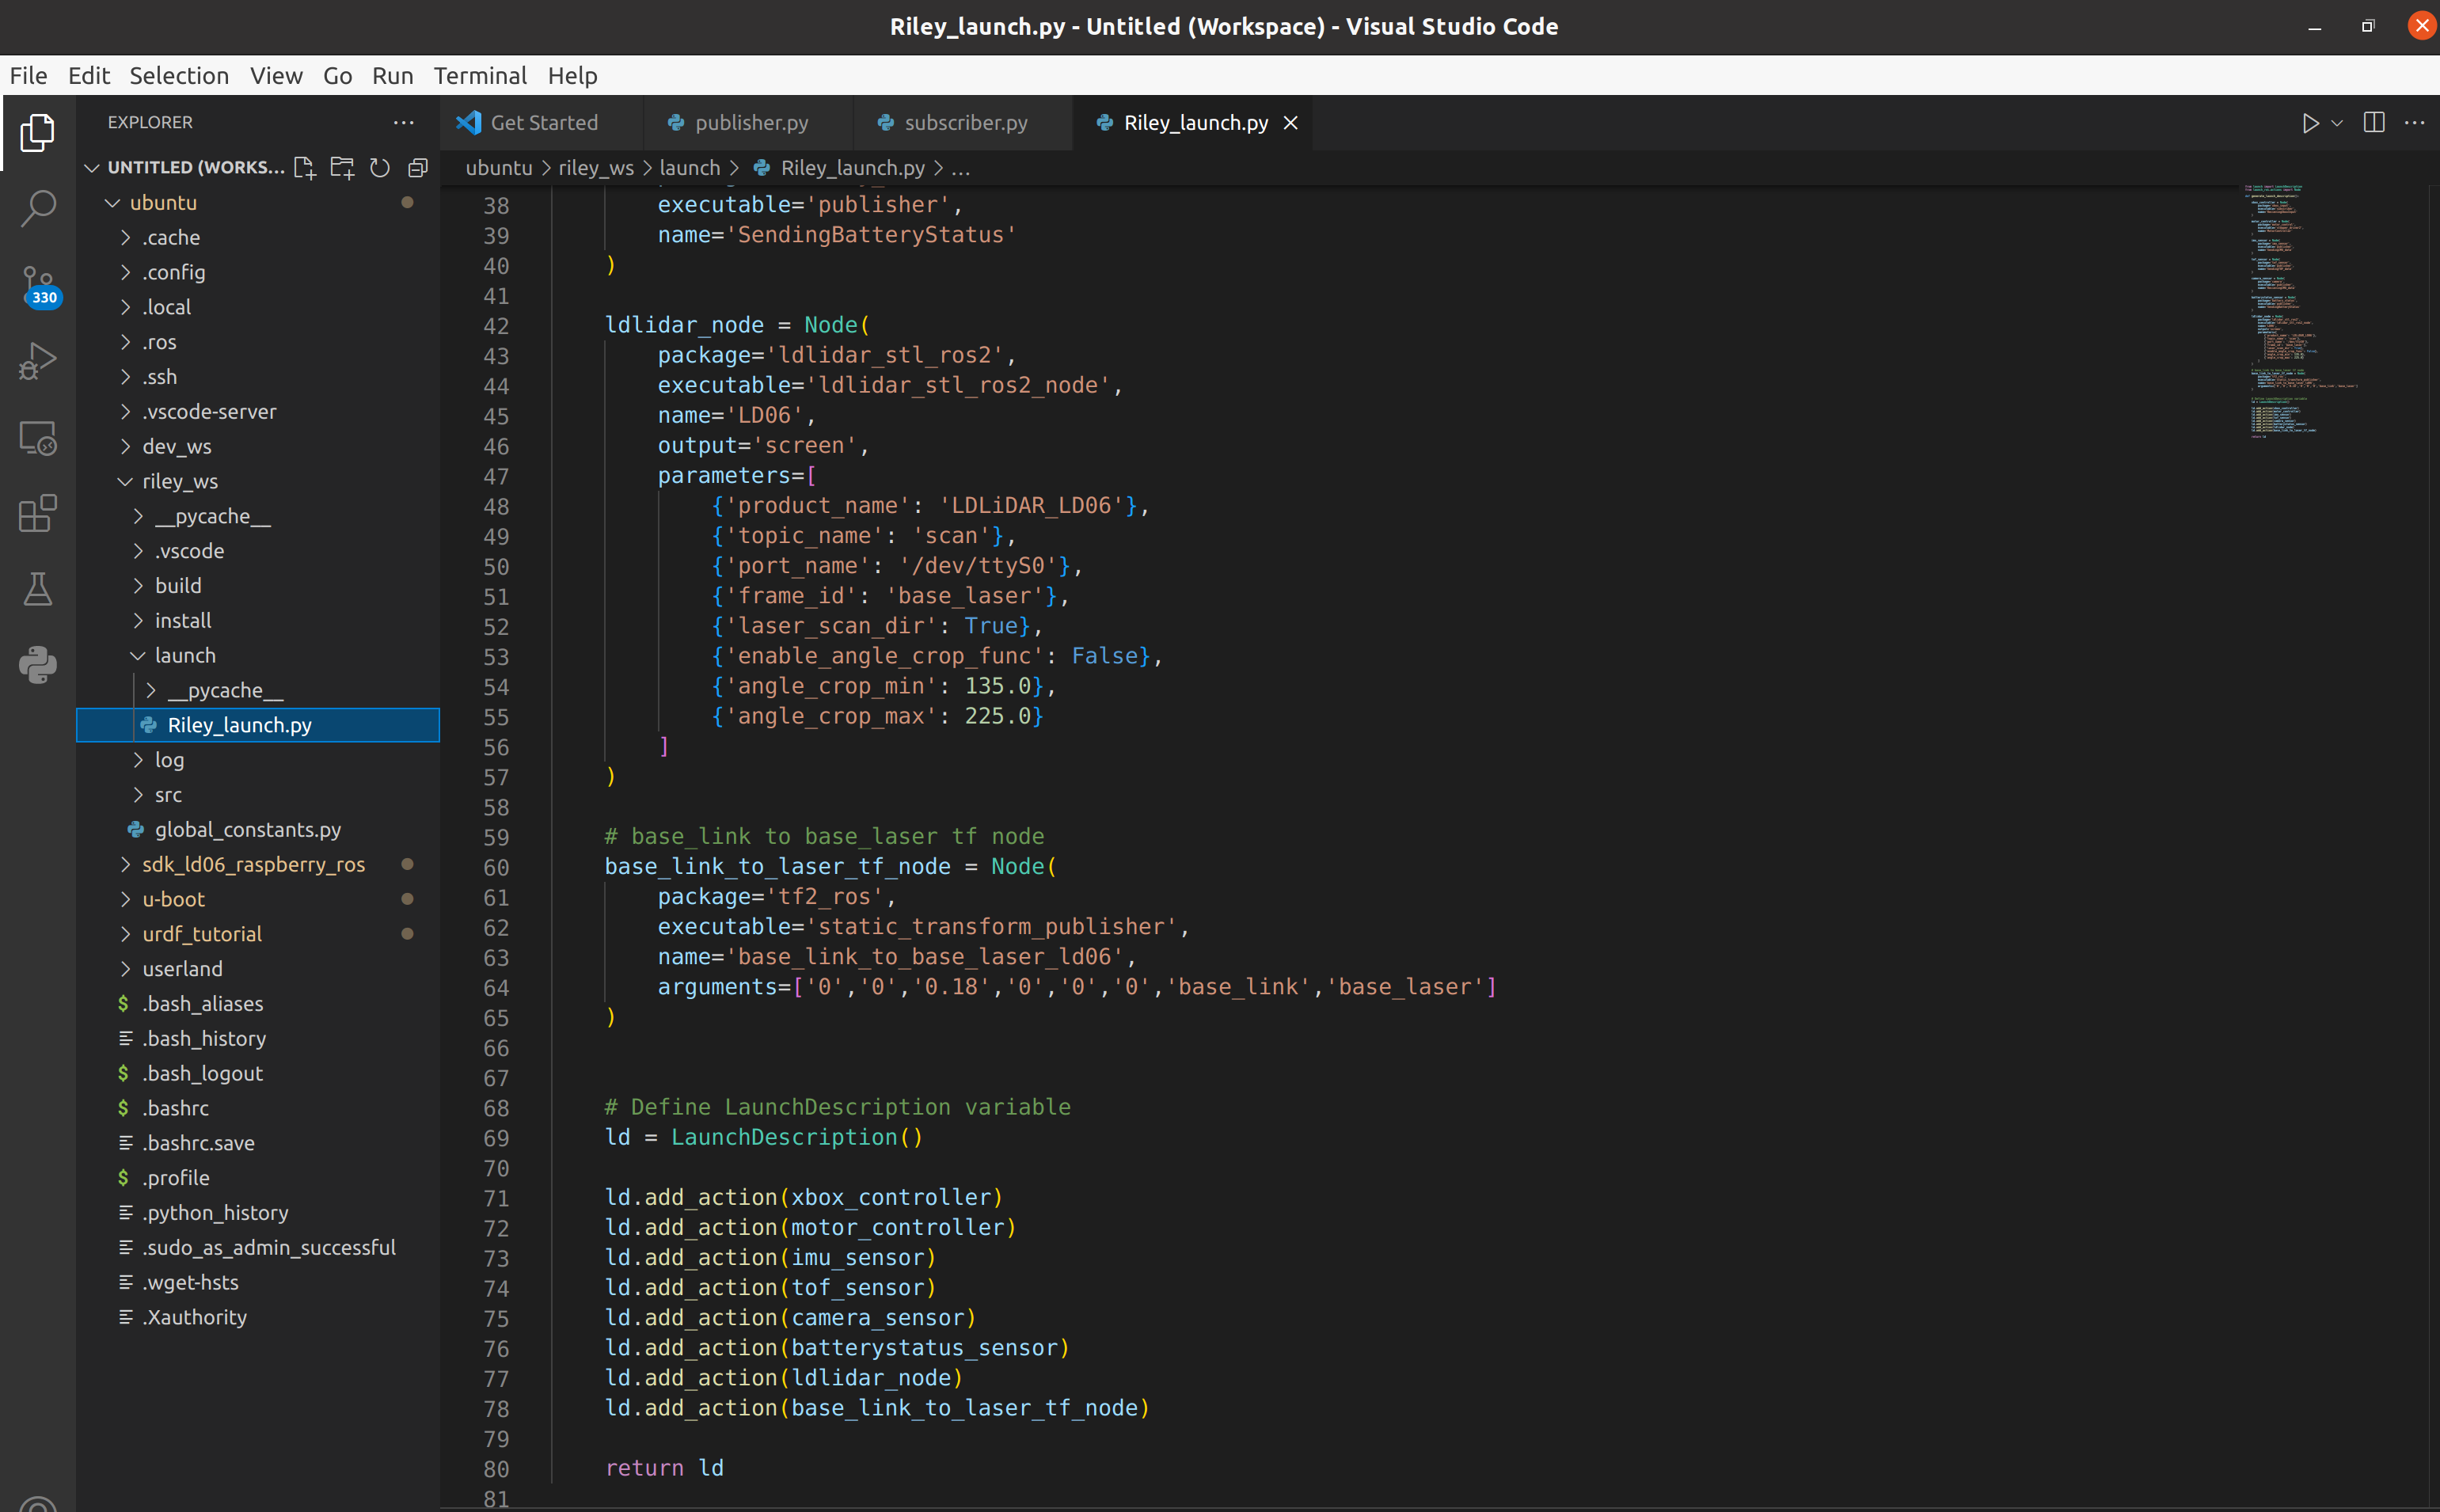 Riley_launch.py - Untitled (Workspace) - Visual Studio Code
File Edit Selection View Go Run Terminal Help
EXPLORER
UNTITLED (WORKS...
ubuntu
.cache
.config
.local
.ros
.ssh
.vscode-server
dev_ws
riley_ws
__pycache__
.vscode
build
install
launch
__pycache__
Riley_launch.py
log
src
global_constants.py
sdk_ld06_raspberry_ros
u-boot
urdf_tutorial
userland
$ .bash_aliases
.bash_history
$ .bash_logout
$ .bashrc
.bashrc.save
$ .profile
.python_history
.sudo_as_admin_successful
.wget-hsts
.Xauthority
330
Get Started publisher.py subscriber.py Riley_launch.py
ubuntu > riley_ws > launch > Riley_launch.py > ...
38 executable='publisher',
39 name='SendingBatteryStatus'
40 )
41
42 ldlidar_node = Node(
43 package='ldlidar_stl_ros2',
44 executable='ldlidar_stl_ros2_node',
45 name='LD06',
46 output='screen',
47 parameters=[
48 {'product_name': 'LDLiDAR_LD06'},
49 {'topic_name': 'scan'},
50 {'port_name': '/dev/ttyS0'},
51 {'frame_id': 'base_laser'},
52 {'laser_scan_dir': True},
53 {'enable_angle_crop_func': False},
54 {'angle_crop_min': 135.0},
55 {'angle_crop_max': 225.0}
56 ]
57 )
58
59 # base_link to base_laser tf node
60 base_link_to_laser_tf_node = Node(
61 package='tf2_ros',
62 executable='static_transform_publisher',
63 name='base_link_to_base_laser_ld06',
64 arguments=['0','0','0.18','0','0','0','base_link','base_laser']
65 )
66
67
68 # Define LaunchDescription variable
69 ld = LaunchDescription()
70
71 ld.add_action(xbox_controller)
72 ld.add_action(motor_controller)
73 ld.add_action(imu_sensor)
74 ld.add_action(tof_sensor)
75 ld.add_action(camera_sensor)
76 ld.add_action(batterystatus_sensor)
77 ld.add_action(ldlidar_node)
78 ld.add_action(base_link_to_laser_tf_node)
79
80 return ld
81